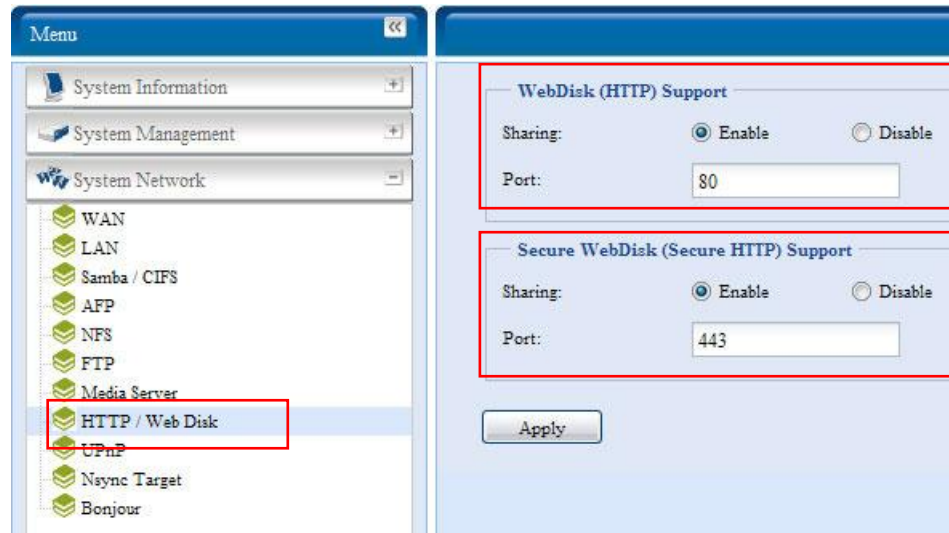 Menu
System Information
System Management
System Network
WAN
LAN
Samba / CIFS
AFP
NFS
FTP
Media Server
HTTP / Web Disk
UPnP
Nsync Target
Bonjour
WebDisk (HTTP) Support
Sharing: Enable Disable
Port: 80
Secure WebDisk (Secure HTTP) Support
Sharing: Enable Disable
Port: 443
Apply